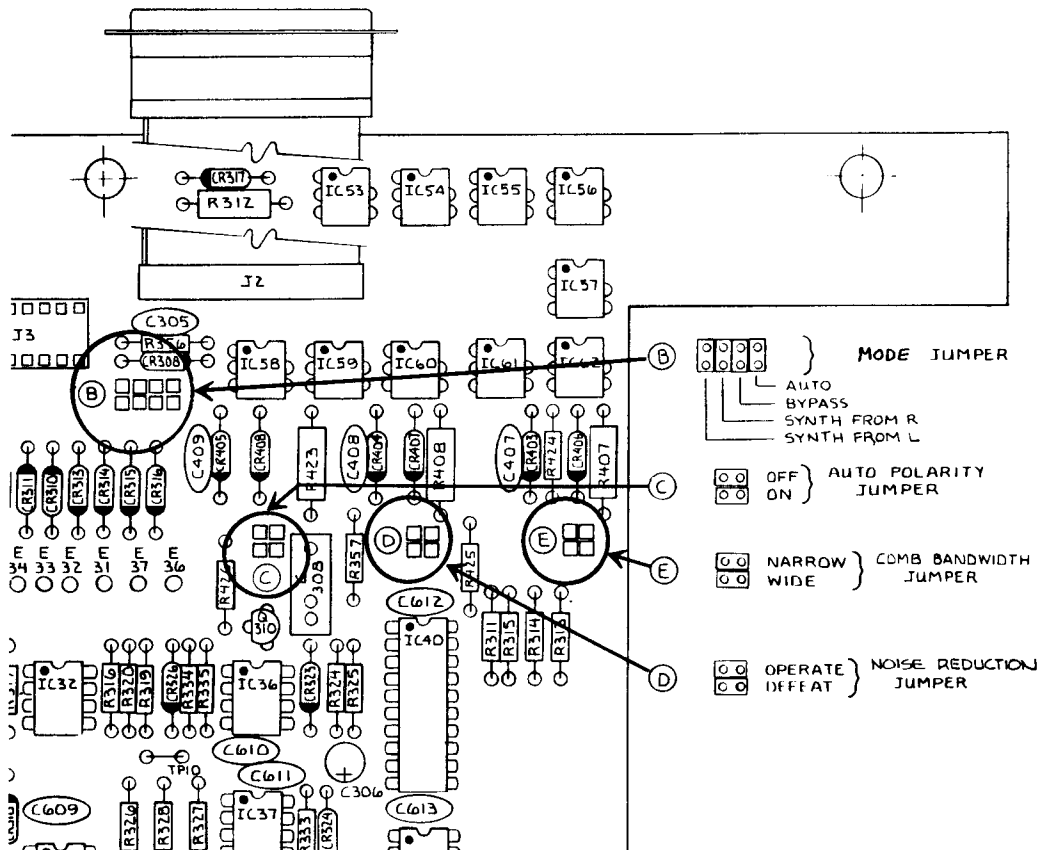 CR317
R312
IC53
IC54
IC55
IC56
J2
IC57
J3
C305
R356
CR308
IC58
IC59
IC60
IC61
IC62
B
B
MODE JUMPER
AUTO
BYPASS
SYNTH FROM R
SYNTH FROM L
C409
CR405
CR408
R423
C408
CR404
CR407
R408
C407
CR403
R424
CR406
R407
CR311
CR310
CR313
CR314
CR315
CR316
C
OFF
ON
AUTO POLARITY
JUMPER
E
34
E
33
E
32
E
31
E
37
E
36
C
308
R357
D
R425
E
E
NARROW
WIDE
COMB BANDWIDTH
JUMPER
Q
310
C612
IC40
R311
R315
R314
D
OPERATE
DEFEAT
NOISE REDUCTION
JUMPER
IC32
R316
R320
R319
CR326
R334
R335
IC36
CR323
R324
R325
C610
TP10
C611
C306
C609
R326
R328
R327
IC37
R333
CR324
C613